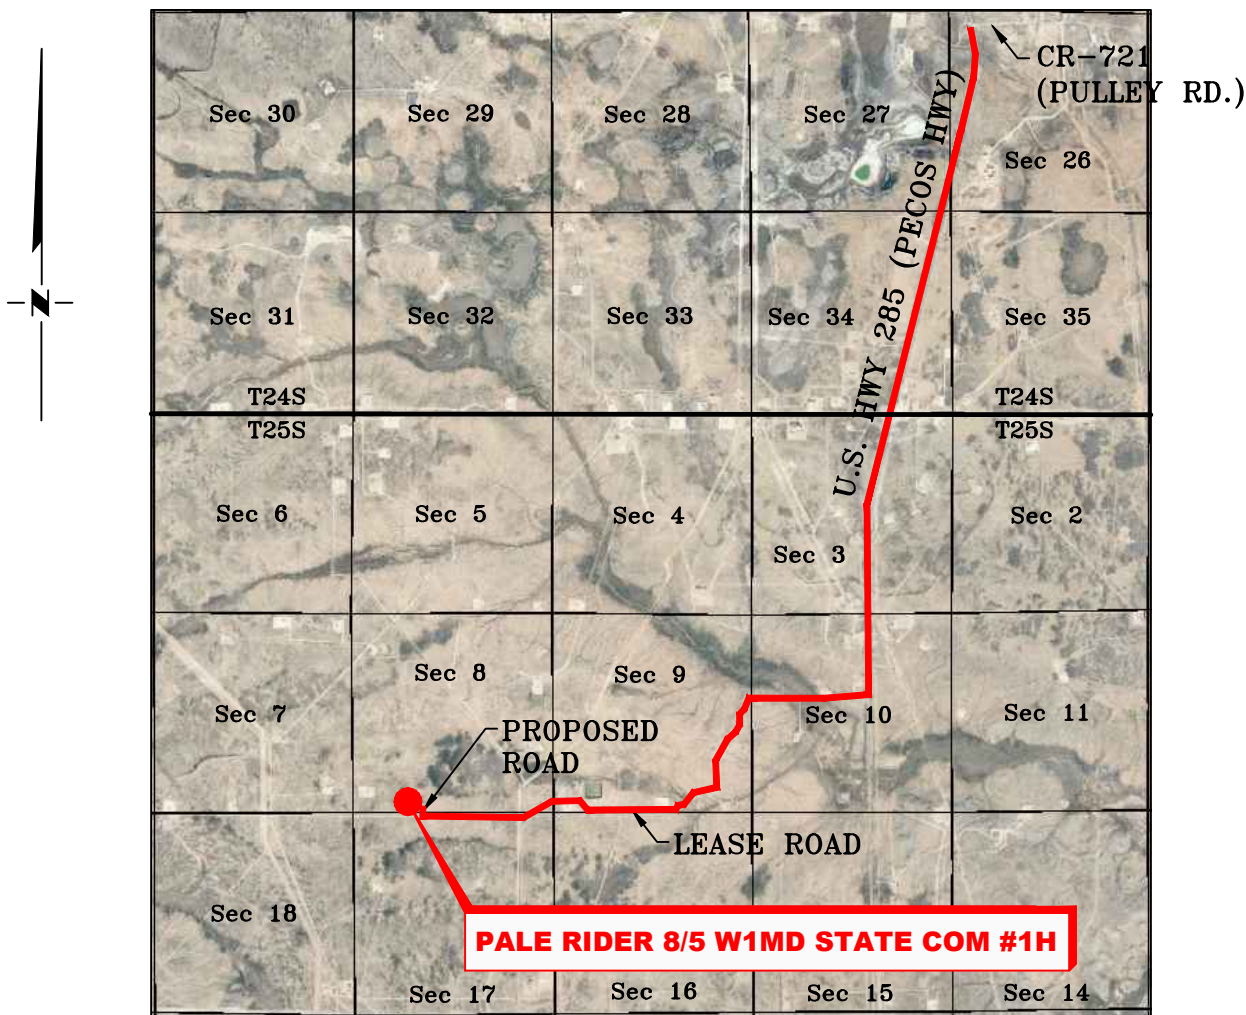 CR-721
(PULLEY RD.)
Sec 30
Sec 29
Sec 28
Sec 27
Sec 26
U.S. HWY 285 (PECOS HWY)
Sec 31
Sec 32
Sec 33
Sec 34
Sec 35
T24S
T24S
T25S
T25S
N
Sec 6
Sec 5
Sec 4
Sec 3
Sec 2
Sec 7
Sec 8
Sec 9
Sec 10
Sec 11
PROPOSED
ROAD
LEASE ROAD
Sec 18
PALE RIDER 8/5 W1MD STATE COM #1H
Sec 17
Sec 16
Sec 15
Sec 14